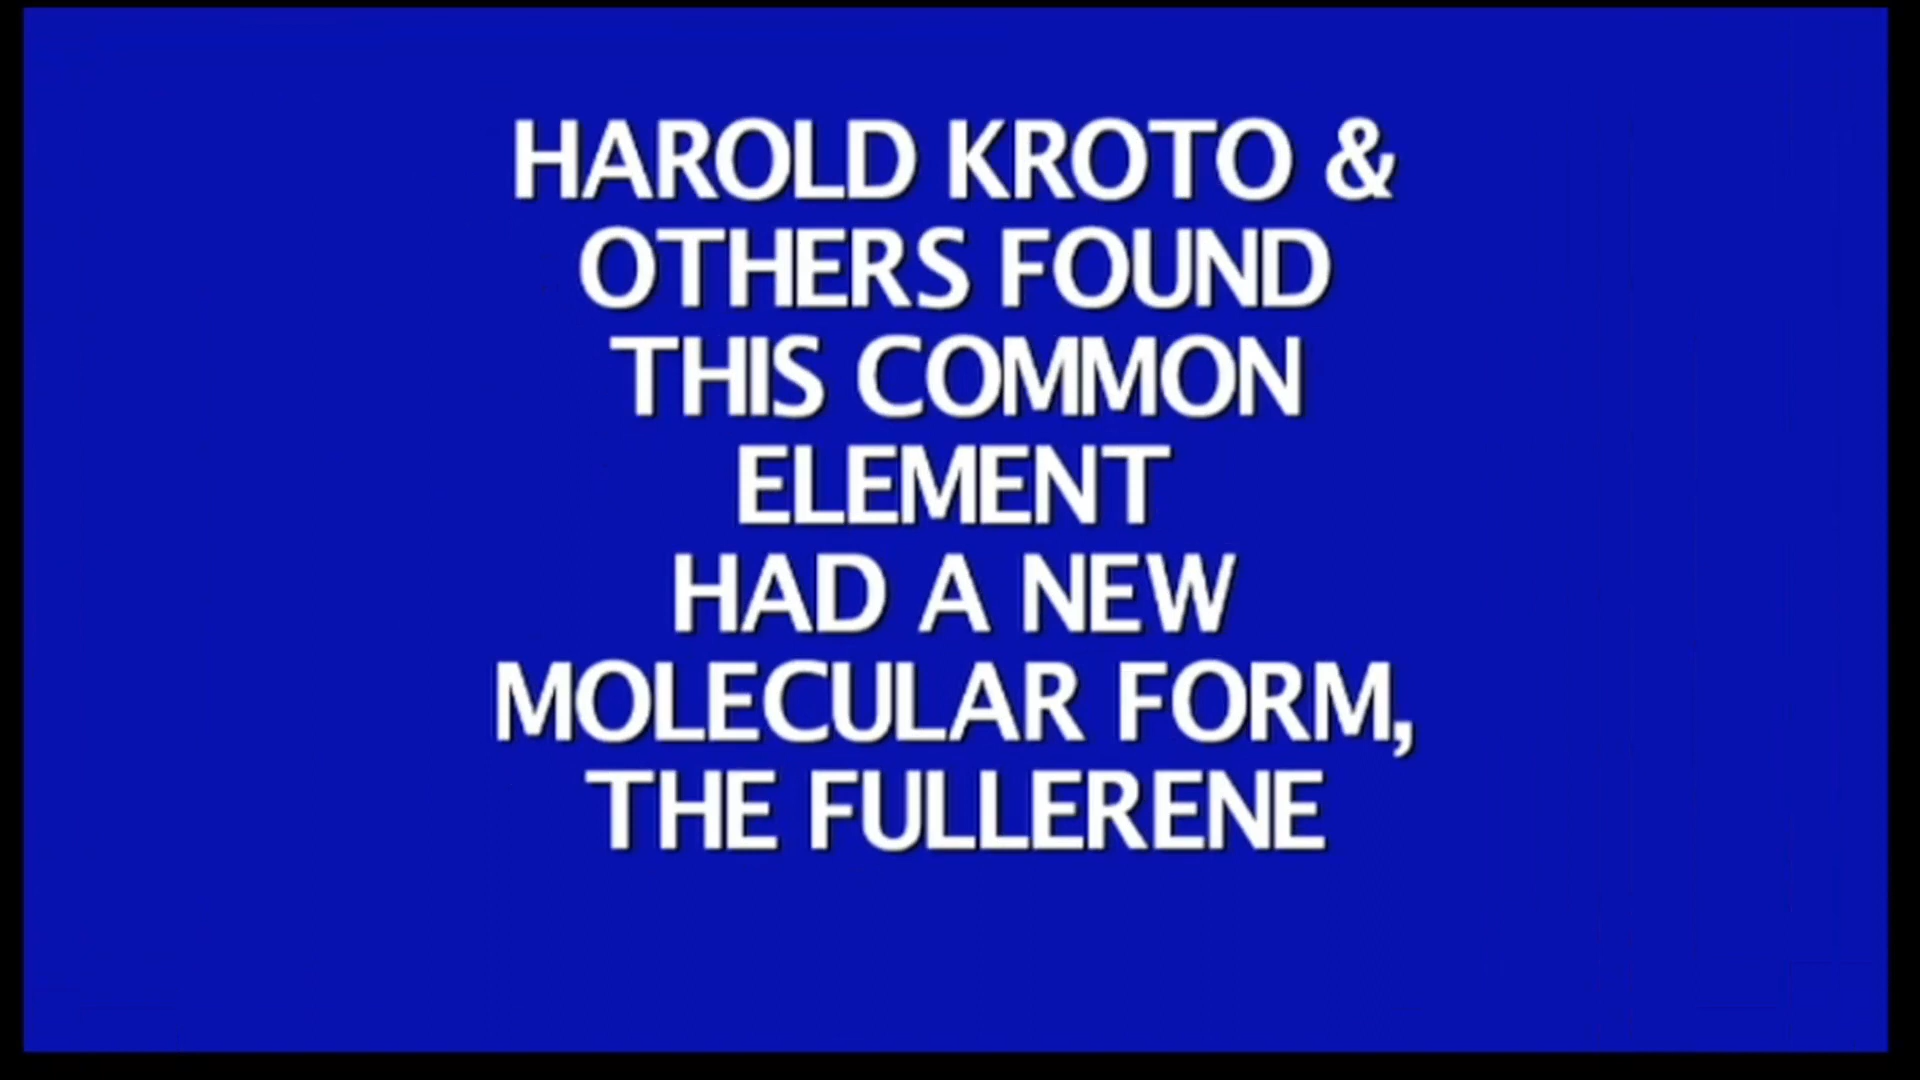 HAROLD KROTO &
OTHERS FOUND
THIS COMMON
ELEMENT
HAD A NEW
MOLECULAR FORM,
THE FULLERENE